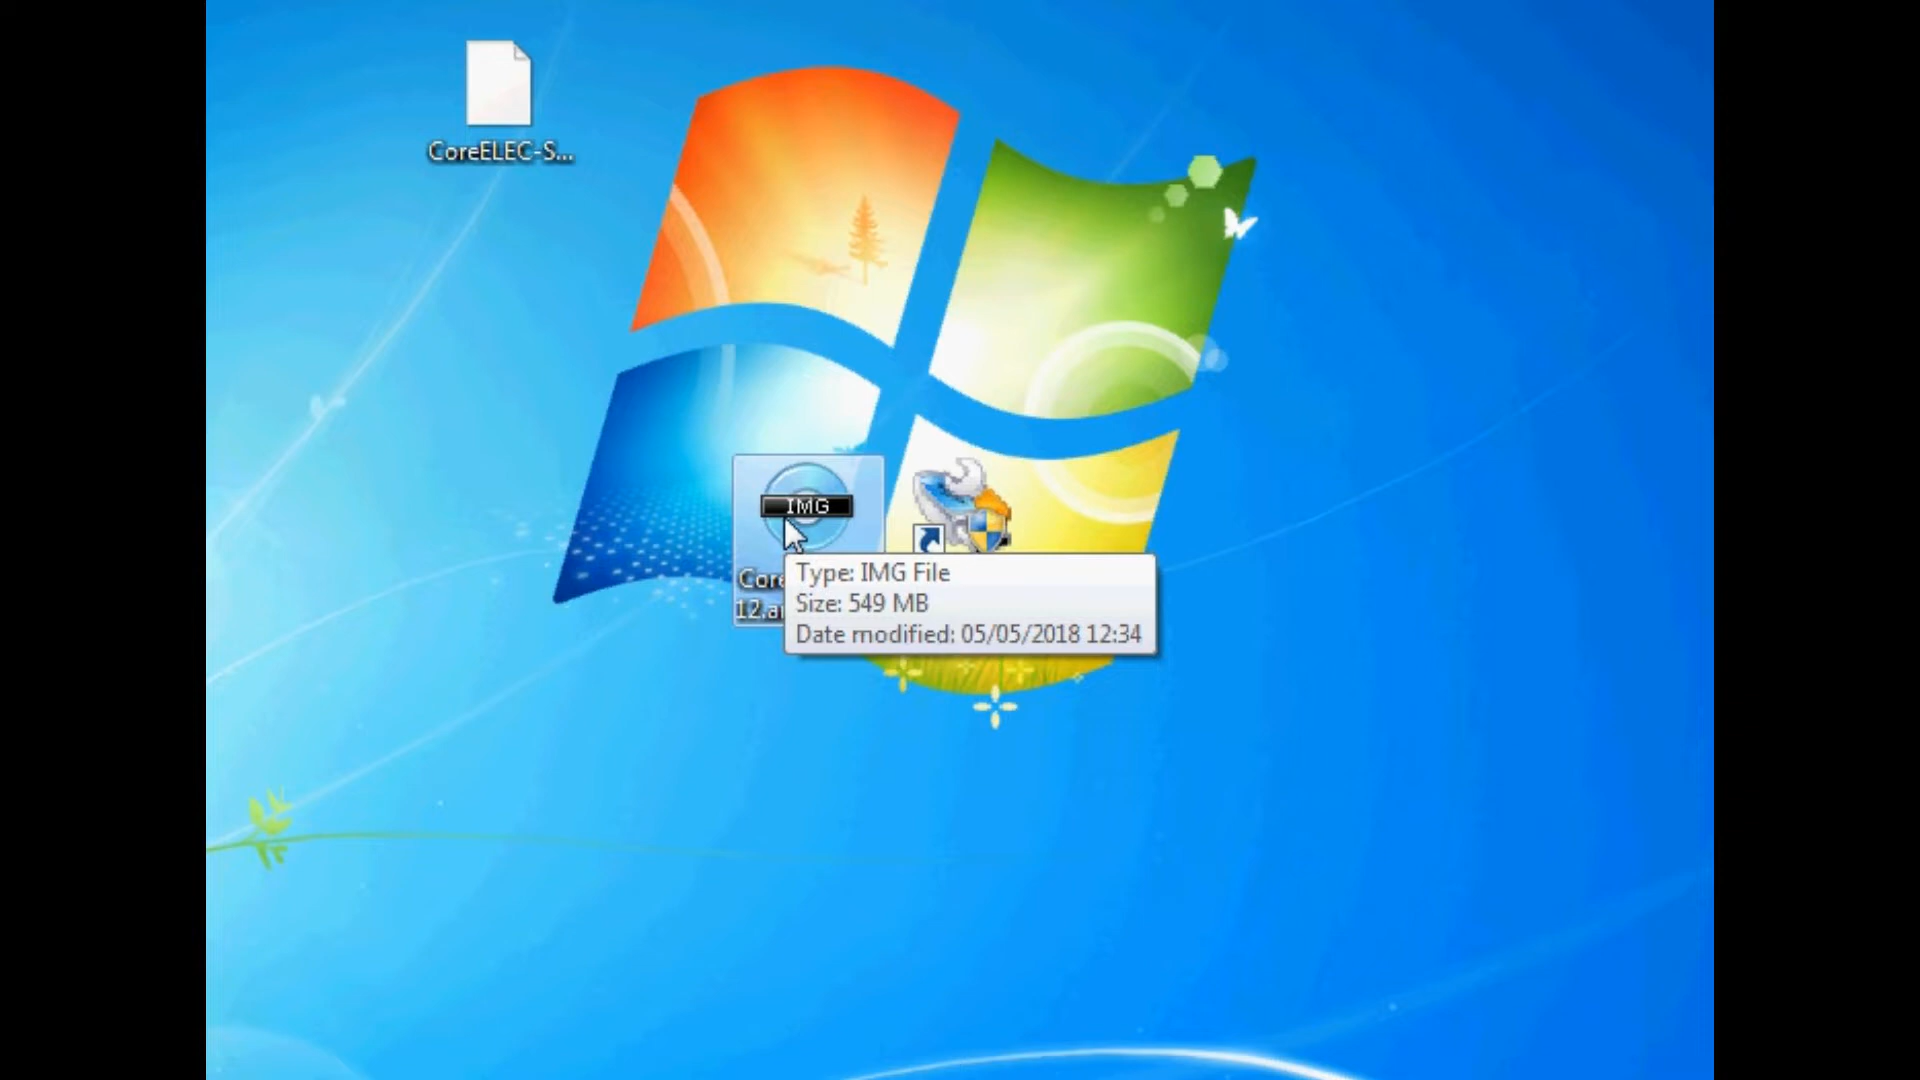 CoreELEC-S...
IMG
Core
12.a
Type: IMG File
Size: 549 MB
Date modified: 05/05/2018 12:34